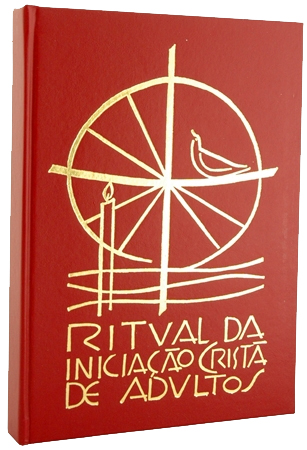 RITVAL DA
INICIAÇÃO CRISTÃ
DE ADVLTOS